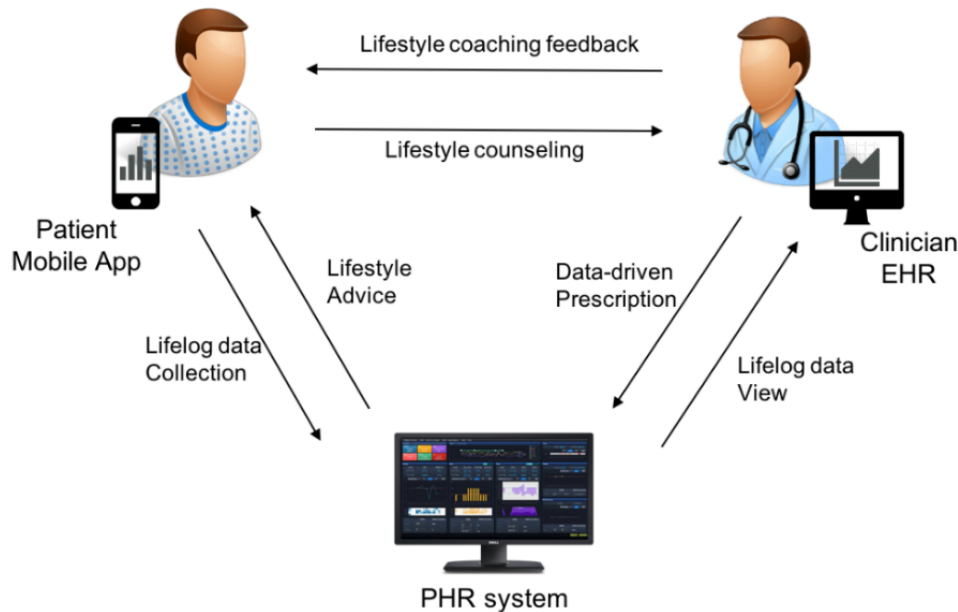 Lifestyle coaching feedback
Lifestyle counseling
Patient
Mobile App
Clinician
EHR
Lifestyle
Advice
Data-driven
Prescription
Lifelog data
Collection
Lifelog data
View
PHR system